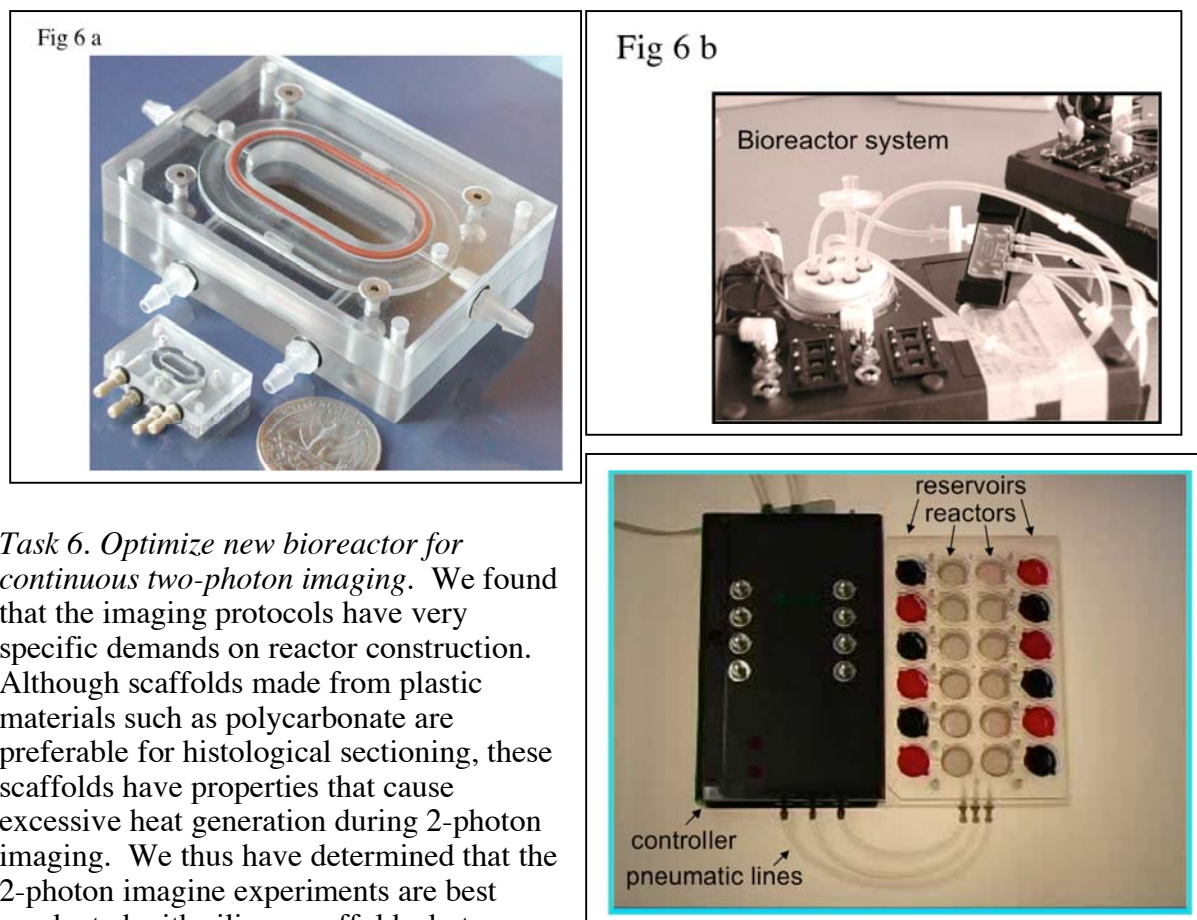 Fig 6 a
Fig 6 b
Bioreactor system
reservoirs
reactors
controller
pneumatic lines
Task 6. Optimize new bioreactor for
continuous two-photon imaging. We found
that the imaging protocols have very
specific demands on reactor construction.
Although scaffolds made from plastic
materials such as polycarbonate are
preferable for histological sectioning, these
scaffolds have properties that cause
excessive heat generation during 2-photon
imaging. We thus have determined that the
2-photon imagine experiments are best